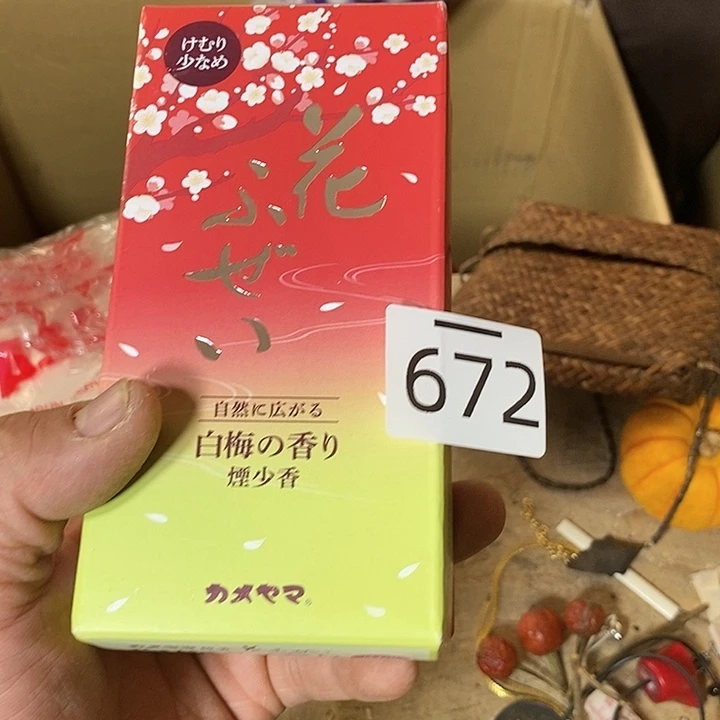 けむり
少なめ
花
ふぜい
自然に広がる
白梅の香り
煙少香
カメヤマ®
672